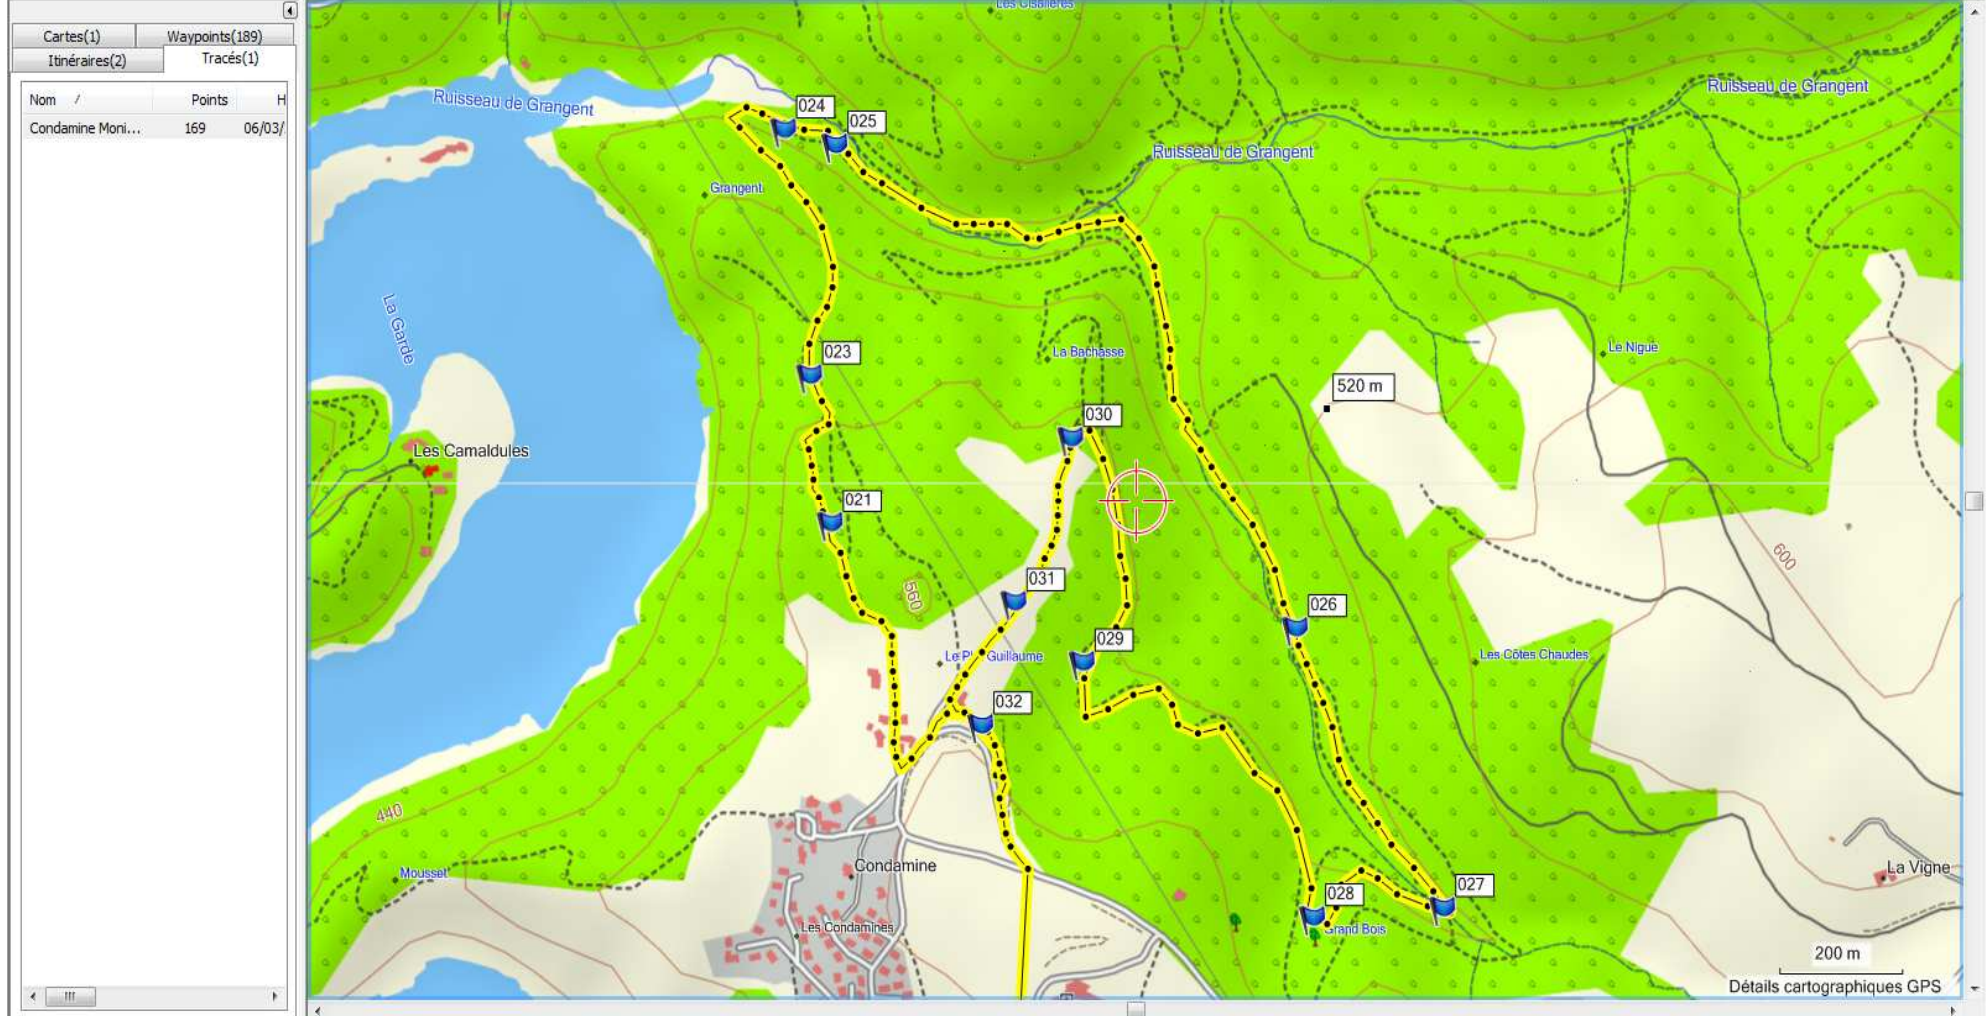 Cartes(1)
Waypoints(189)
Itinéraires(2)
Tracés(1)
Nom
Points
H
Condamine Moni...
169
06/03/
Ruisseau de Grangent
024
025
Ruisseau de Grangent
Ruisseau de Grangent
Grangent
La Garde
023
La Bachasse
Le Nigue
520 m
030
Les Camaldules
021
031
560
600
026
029
Les Côtes Chaudes
Guillaume
032
440
Condamine
Mousset
La Vigne
027
028
Grand Bois
Les Condamines
200 m
Détails cartographiques GPS